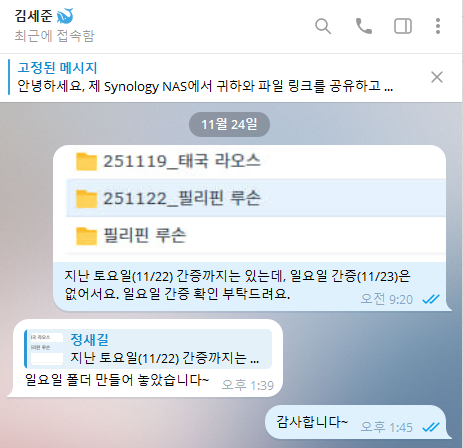 김세준
최근에 접속함
고정된 메시지
안녕하세요, 제 Synology NAS에서 귀하와 파일 링크를 공유하고 ...
11월 24일
251119_태국 라오스
251122_필리핀 루손
필리핀 루손
지난 토요일(11/22) 간증까지는 있는데, 일요일 간증(11/23)은
없어서요. 일요일 간증 확인 부탁드려요.
오전 9:20
정새길
지난 토요일(11/22) 간증까지는 ...
일요일 폴더 만들어 놓았습니다~
오후 1:39
감사합니다~
오후 1:45